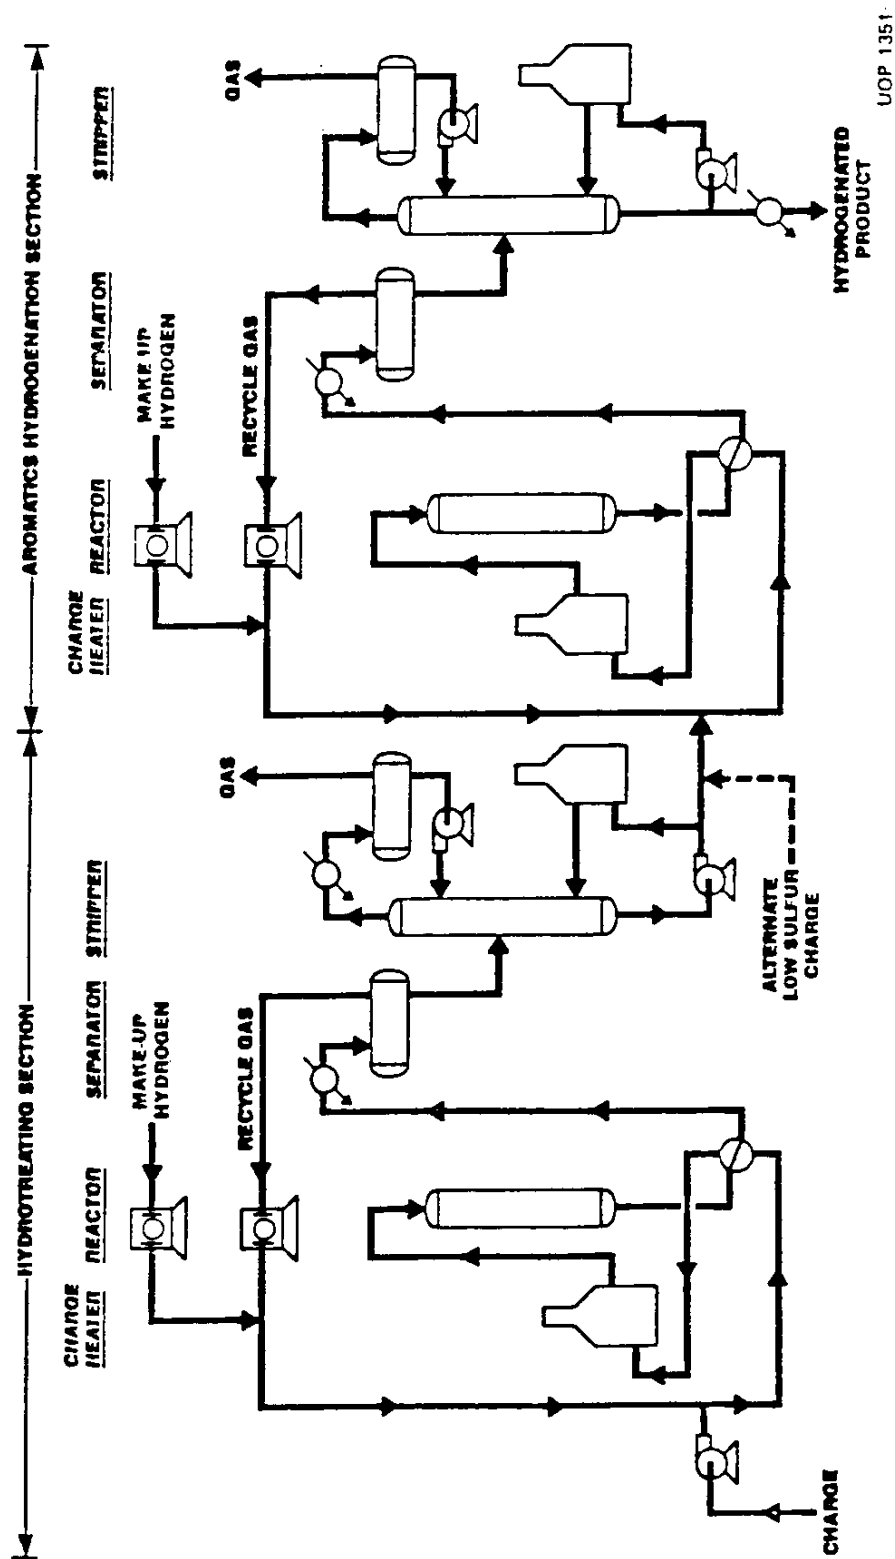 HYDROTREATING SECTION
AROMATICS HYDROGENATION SECTION
CHARGE
HEATER
REACTOR
SEPARATOR
STRIPPER
CHARGE
HEATER
REACTOR
SEPARATOR
STRIPPER
MAKE-UP
HYDROGEN
MAKE UP
HYDROGEN
RECYCLE GAS
GAS
RECYCLE GAS
GAS
CHARGE
ALTERNATE
LOW SULFUR
CHARGE
HYDROGENATED
PRODUCT
UOP 1351